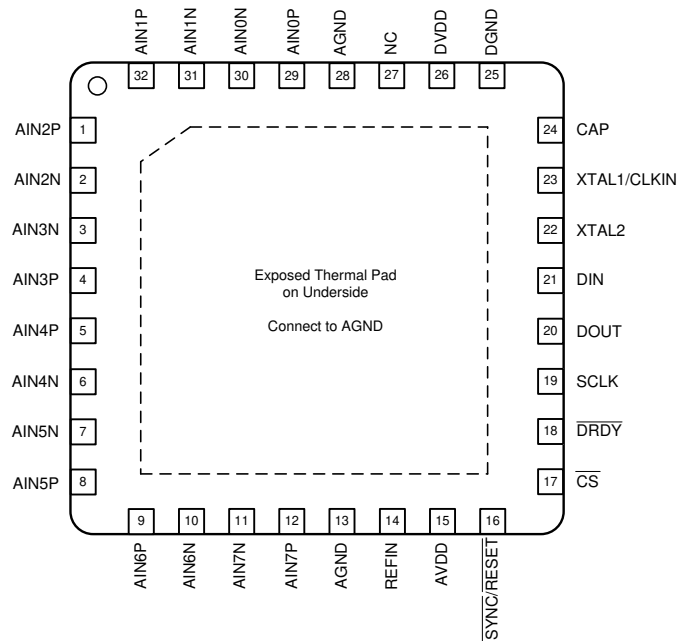 AIN1P
AIN1N
AIN0N
AIN0P
AGND
NC
DVDD
DGND
32
31
30
29
28
27
26
25
AIN2P 1
24 CAP
AIN2N 2
23 XTAL1/CLKIN
AIN3N 3
22 XTAL2
AIN3P 4
21 DIN
AIN4P 5
20 DOUT
AIN4N 6
19 SCLK
AIN5N 7
18 DRDY
AIN5P 8
17 CS
Exposed Thermal Pad
on Underside
Connect to AGND
9
10
11
12
13
14
15
16
AIN6P
AIN6N
AIN7N
AIN7P
AGND
REFIN
AVDD
SYNC/RESET